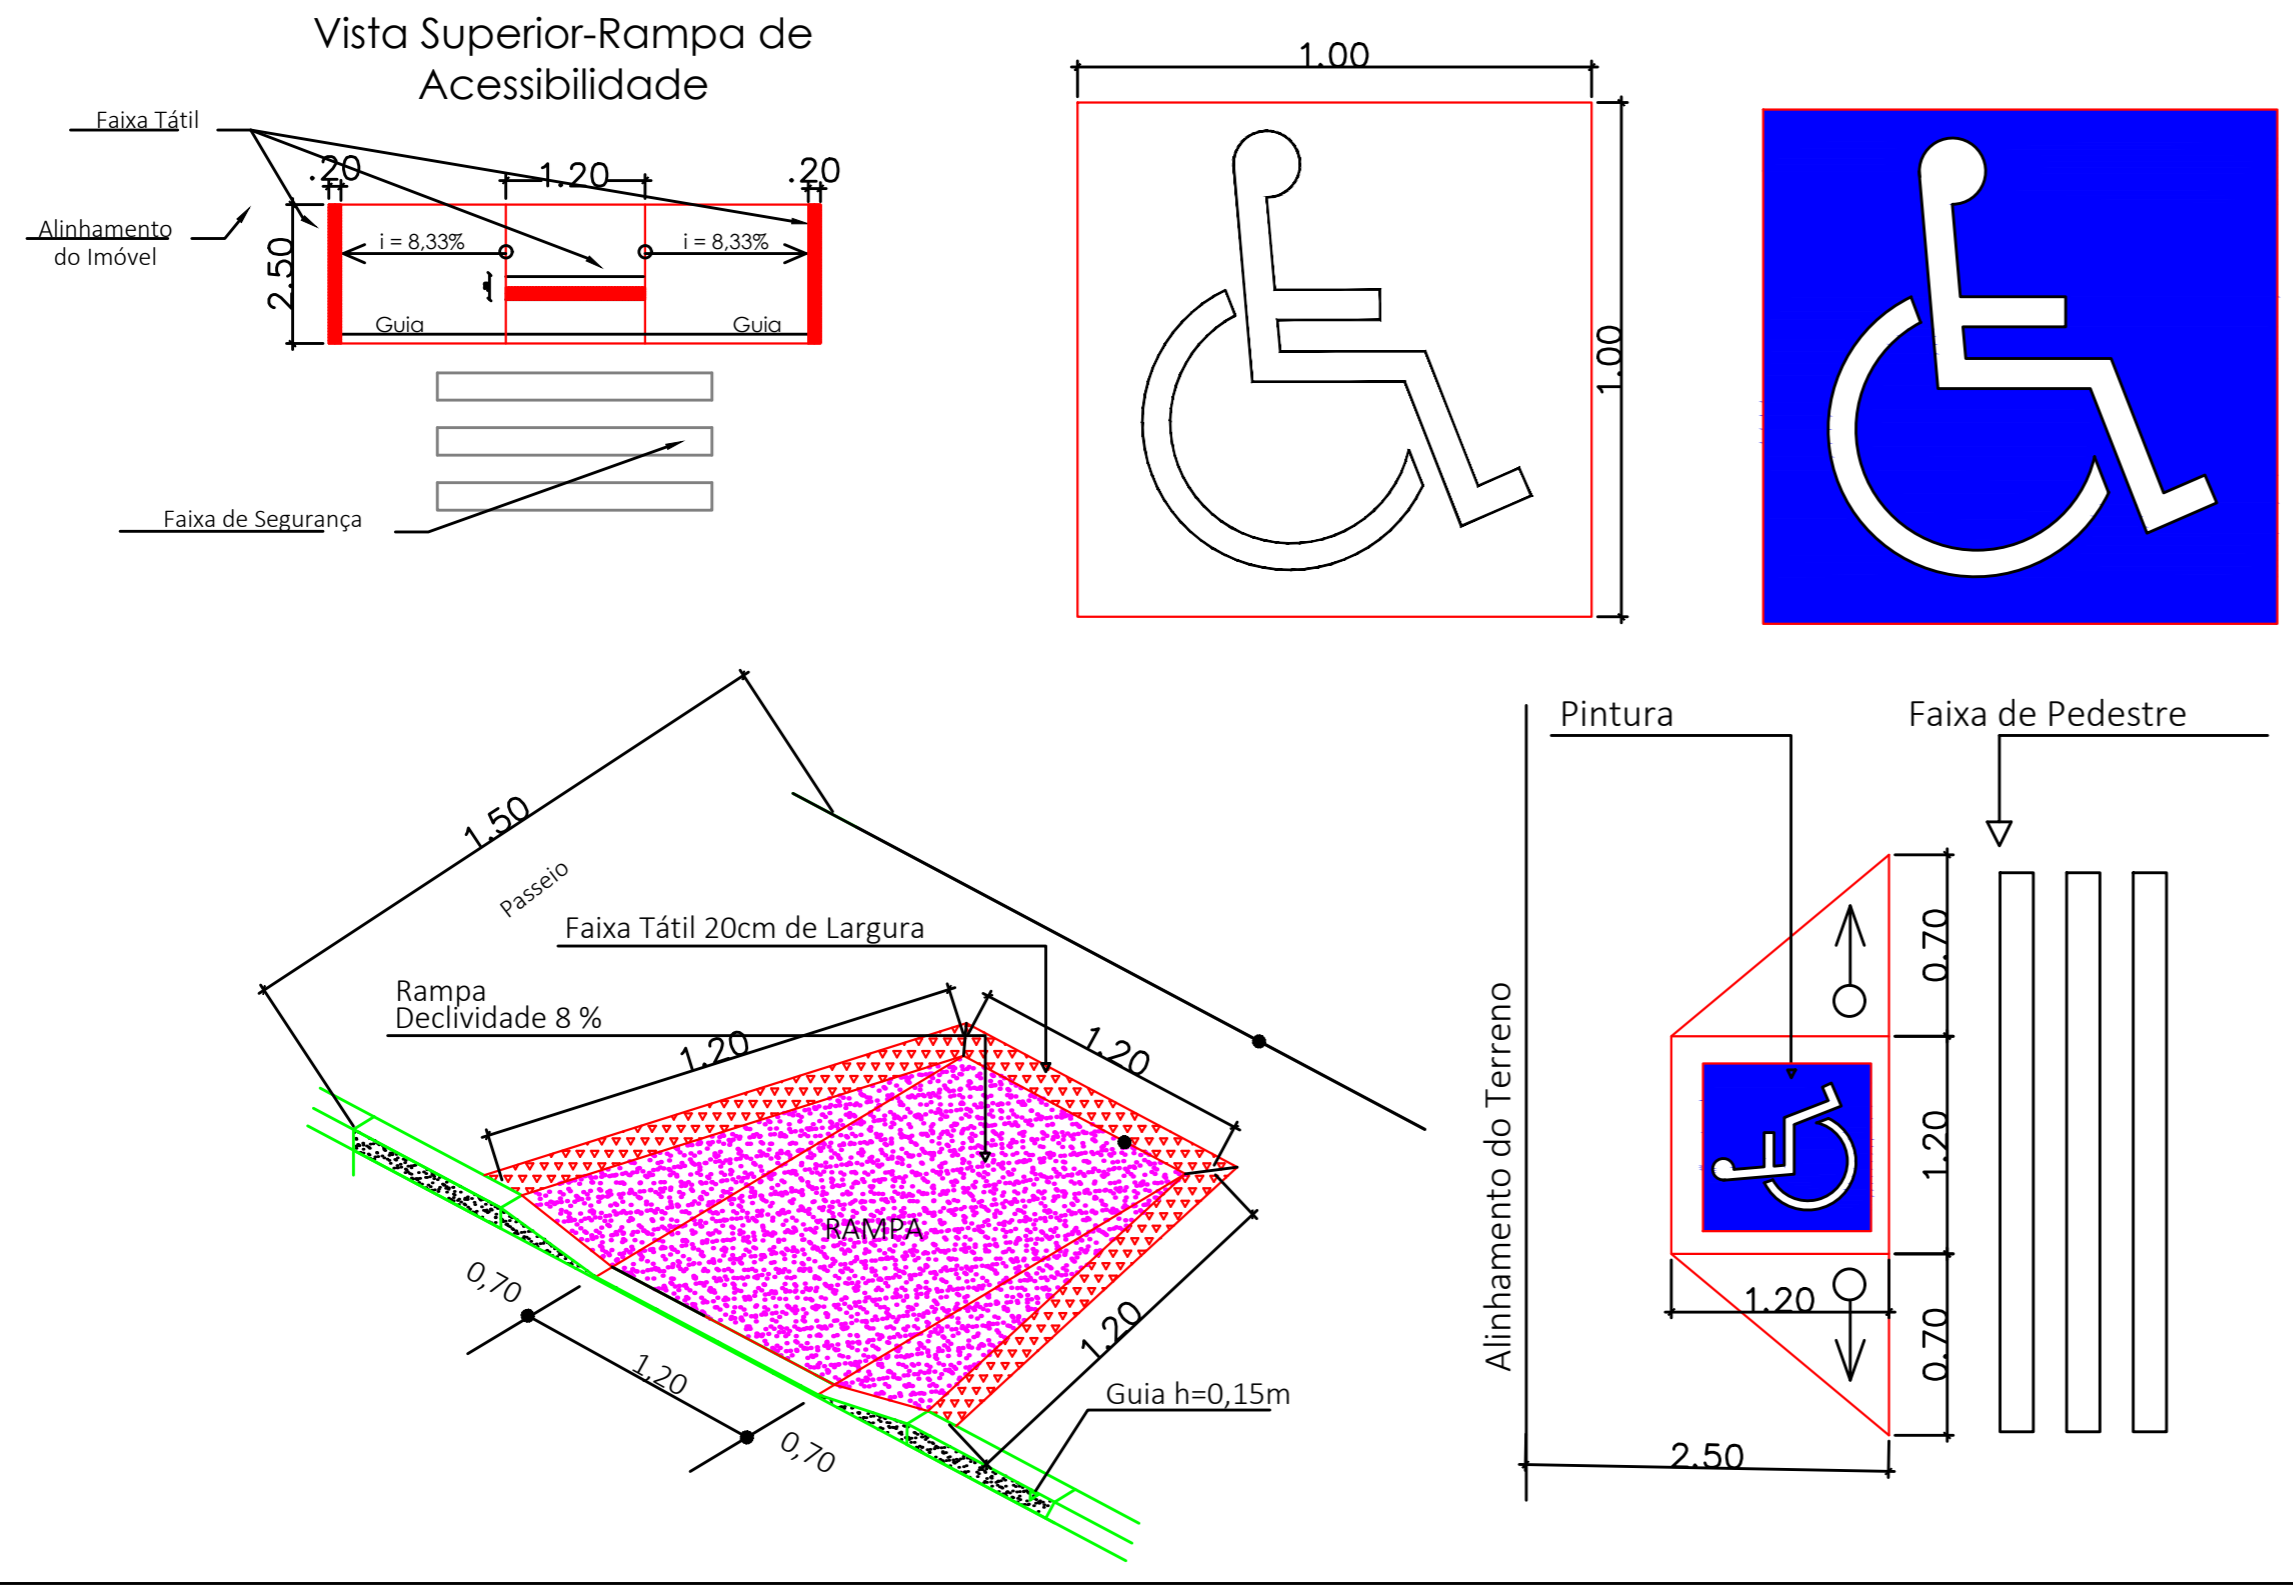 Vista Superior-Rampa de
Acessibilidade
Faixa Tátil
.20
1.20
.20
Alinhamento
do Imóvel
2.50
i = 8,33%
i = 8,33%
Guia
Guia
Faixa de Segurança
1.00
1.00
1.50
Passeio
Faixa Tátil 20cm de Largura
Rampa
Declividade 8 %
1.20
1.20
RAMPA
1.20
0,70
1,20
0,70
Guia h=0,15m
Pintura
Faixa de Pedestre
Alinhamento do Terreno
0.70
1.20
1.20
0.70
2.50